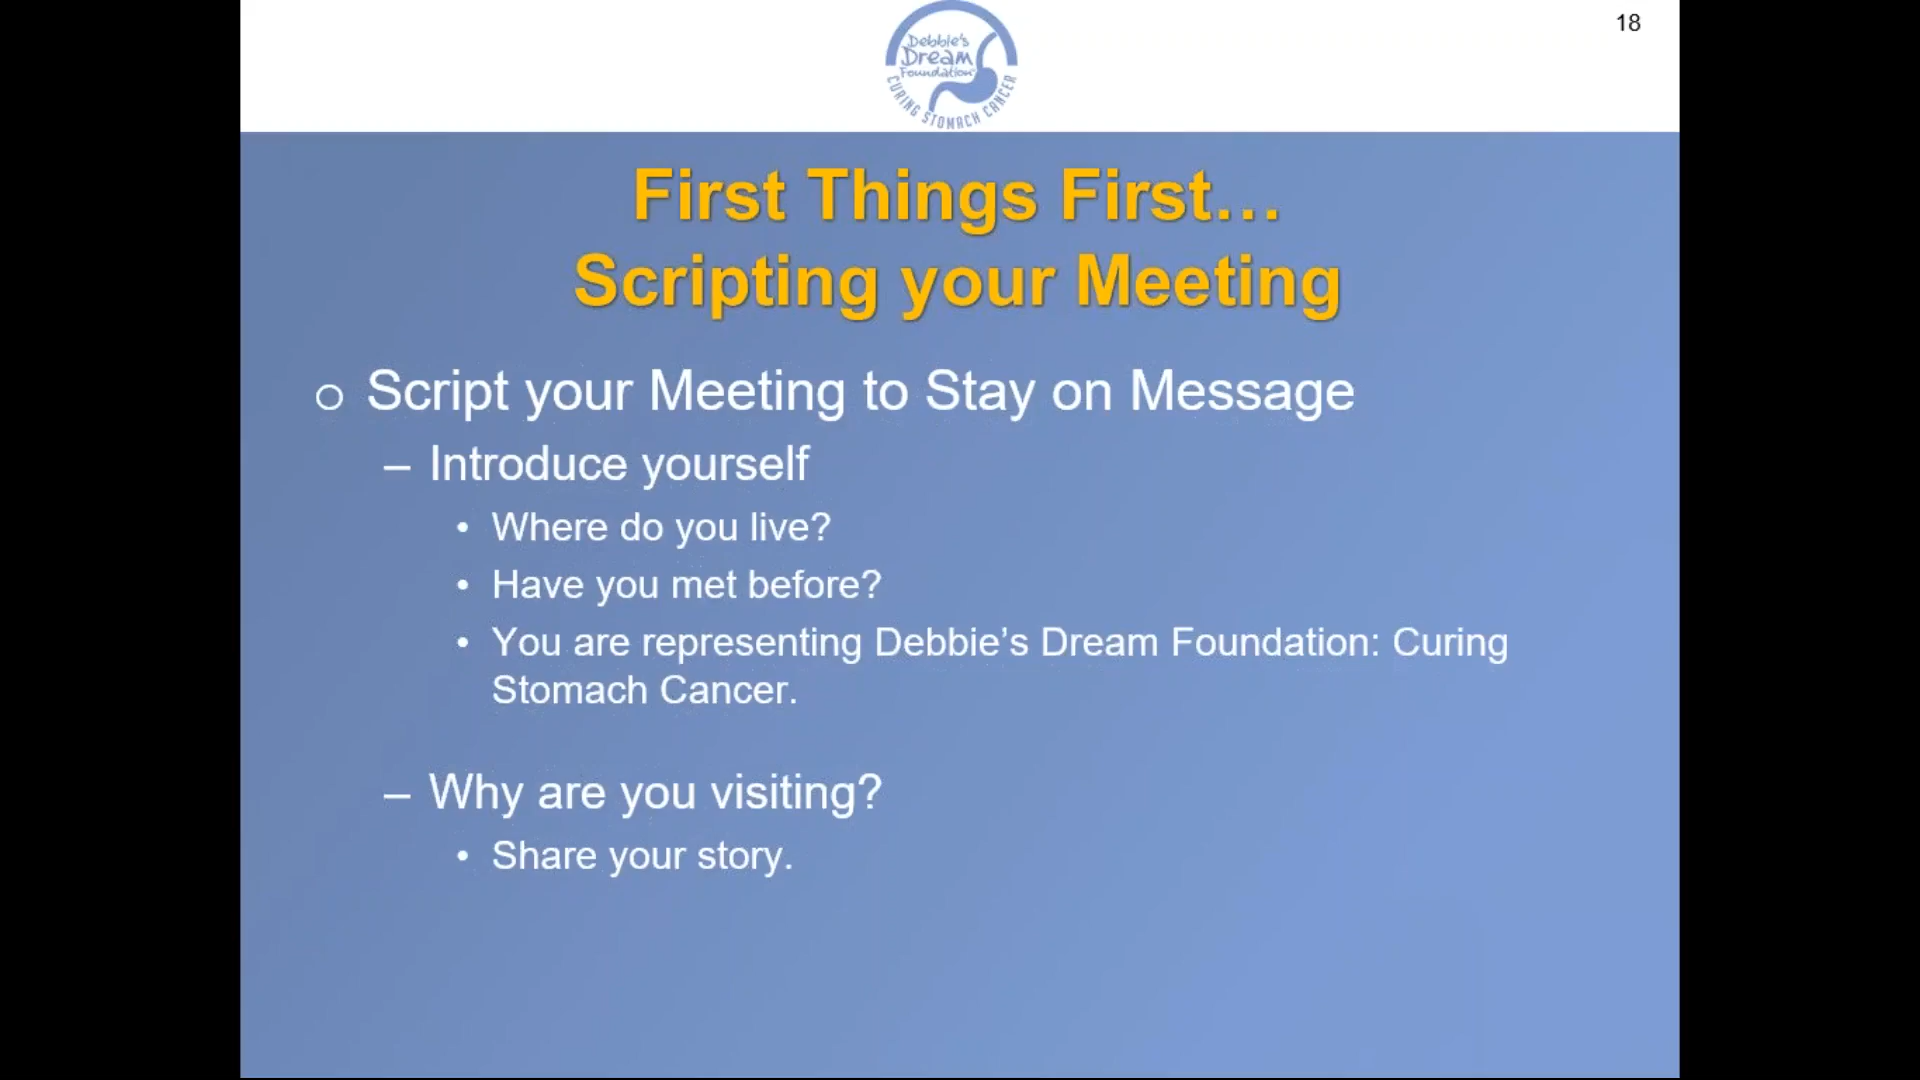 18
Debbie's
Dream
Foundation
CURING STOMACH CANCER
First Things First…
Scripting your Meeting
o Script your Meeting to Stay on Message
– Introduce yourself
• Where do you live?
• Have you met before?
• You are representing Debbie’s Dream Foundation: Curing
Stomach Cancer.
– Why are you visiting?
• Share your story.